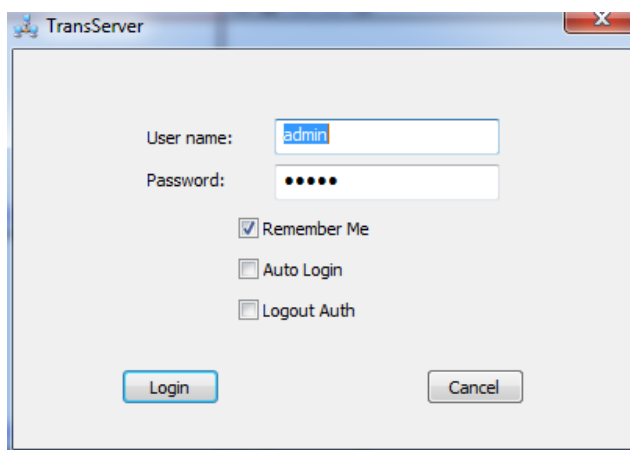 TransServer
User name: admin
Password: •••••
Remember Me
Auto Login
Logout Auth
Login Cancel